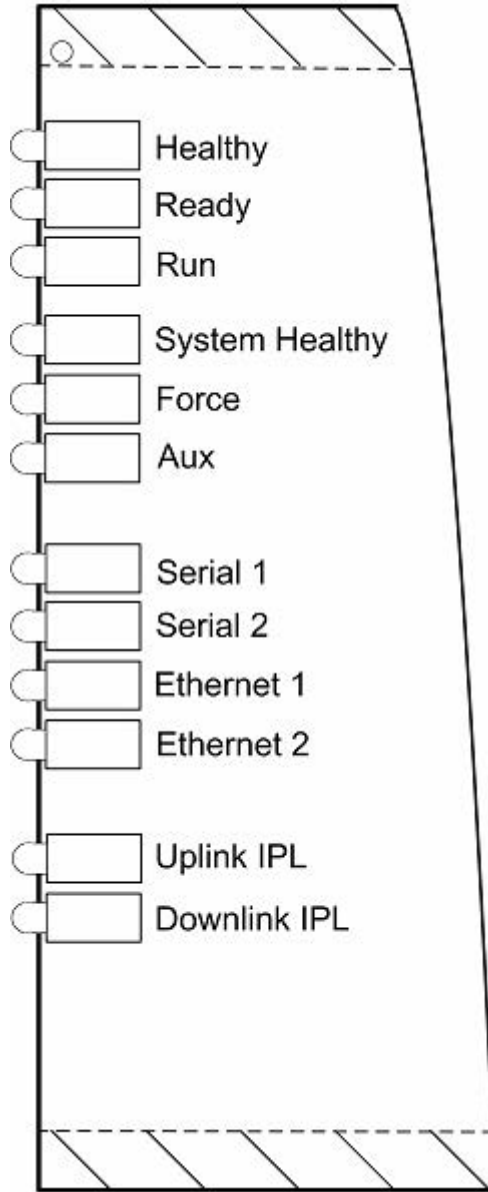 Healthy
Ready
Run
System Healthy
Force
Aux
Serial 1
Serial 2
Ethernet 1
Ethernet 2
Uplink IPL
Downlink IPL